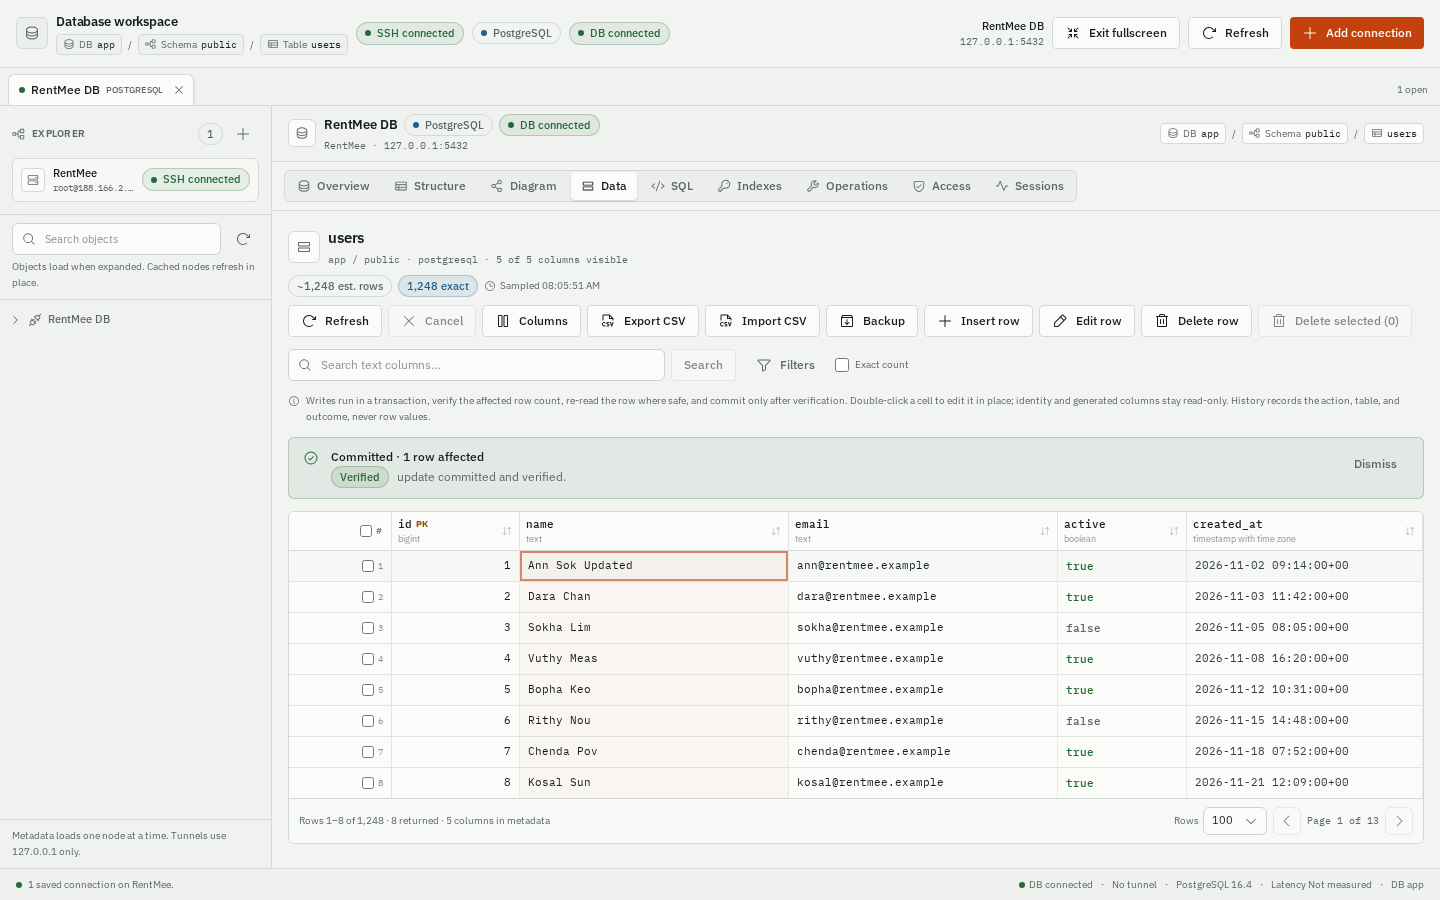 Database workspace
DB app / Schema public / Table users
SSH connected PostgreSQL DB connected
RentMee DB
127.0.0.1:5432
Exit fullscreen Refresh Add connection
RentMee DB POSTGRESQL
1 open
EXPLORER 1
RentMee
root@188.166.2...
SSH connected
Search objects
Objects load when expanded. Cached nodes refresh in
place.
RentMee DB
Metadata loads one node at a time. Tunnels use
127.0.0.1 only.
RentMee DB PostgreSQL DB connected
RentMee · 127.0.0.1:5432
DB app / Schema public / users
Overview Structure Diagram Data SQL Indexes Operations Access Sessions
users
app / public · postgresql · 5 of 5 columns visible
~1,248 est. rows 1,248 exact Sampled 08:05:51 AM
Refresh Cancel Columns Export CSV Import CSV Backup Insert row Edit row Delete row Delete selected (0)
Search text columns... Search Filters Exact count
Writes run in a transaction, verify the affected row count, re-read the row where safe, and commit only after verification. Double-click a cell to edit it in place; identity and generated columns stay read-only. History records the action, table, and
outcome, never row values.
Committed · 1 row affected
Verified update committed and verified.
Dismiss
# id PK name email active created_at
bigint text text boolean timestamp with time zone
1 1 Ann Sok Updated ann@rentmee.example true 2026-11-02 09:14:00+00
2 2 Dara Chan dara@rentmee.example true 2026-11-03 11:42:00+00
3 3 Sokha Lim sokha@rentmee.example false 2026-11-05 08:05:00+00
4 4 Vuthy Meas vuthy@rentmee.example true 2026-11-08 16:20:00+00
5 5 Bopha Keo bopha@rentmee.example true 2026-11-12 10:31:00+00
6 6 Rithy Nou rithy@rentmee.example false 2026-11-15 14:48:00+00
7 7 Chenda Pov chenda@rentmee.example true 2026-11-18 07:52:00+00
8 8 Kosal Sun kosal@rentmee.example true 2026-11-21 12:09:00+00
Rows 1–8 of 1,248 · 8 returned · 5 columns in metadata
Rows 100 Page 1 of 13
1 saved connection on RentMee.
DB connected · No tunnel · PostgreSQL 16.4 · Latency Not measured · DB app